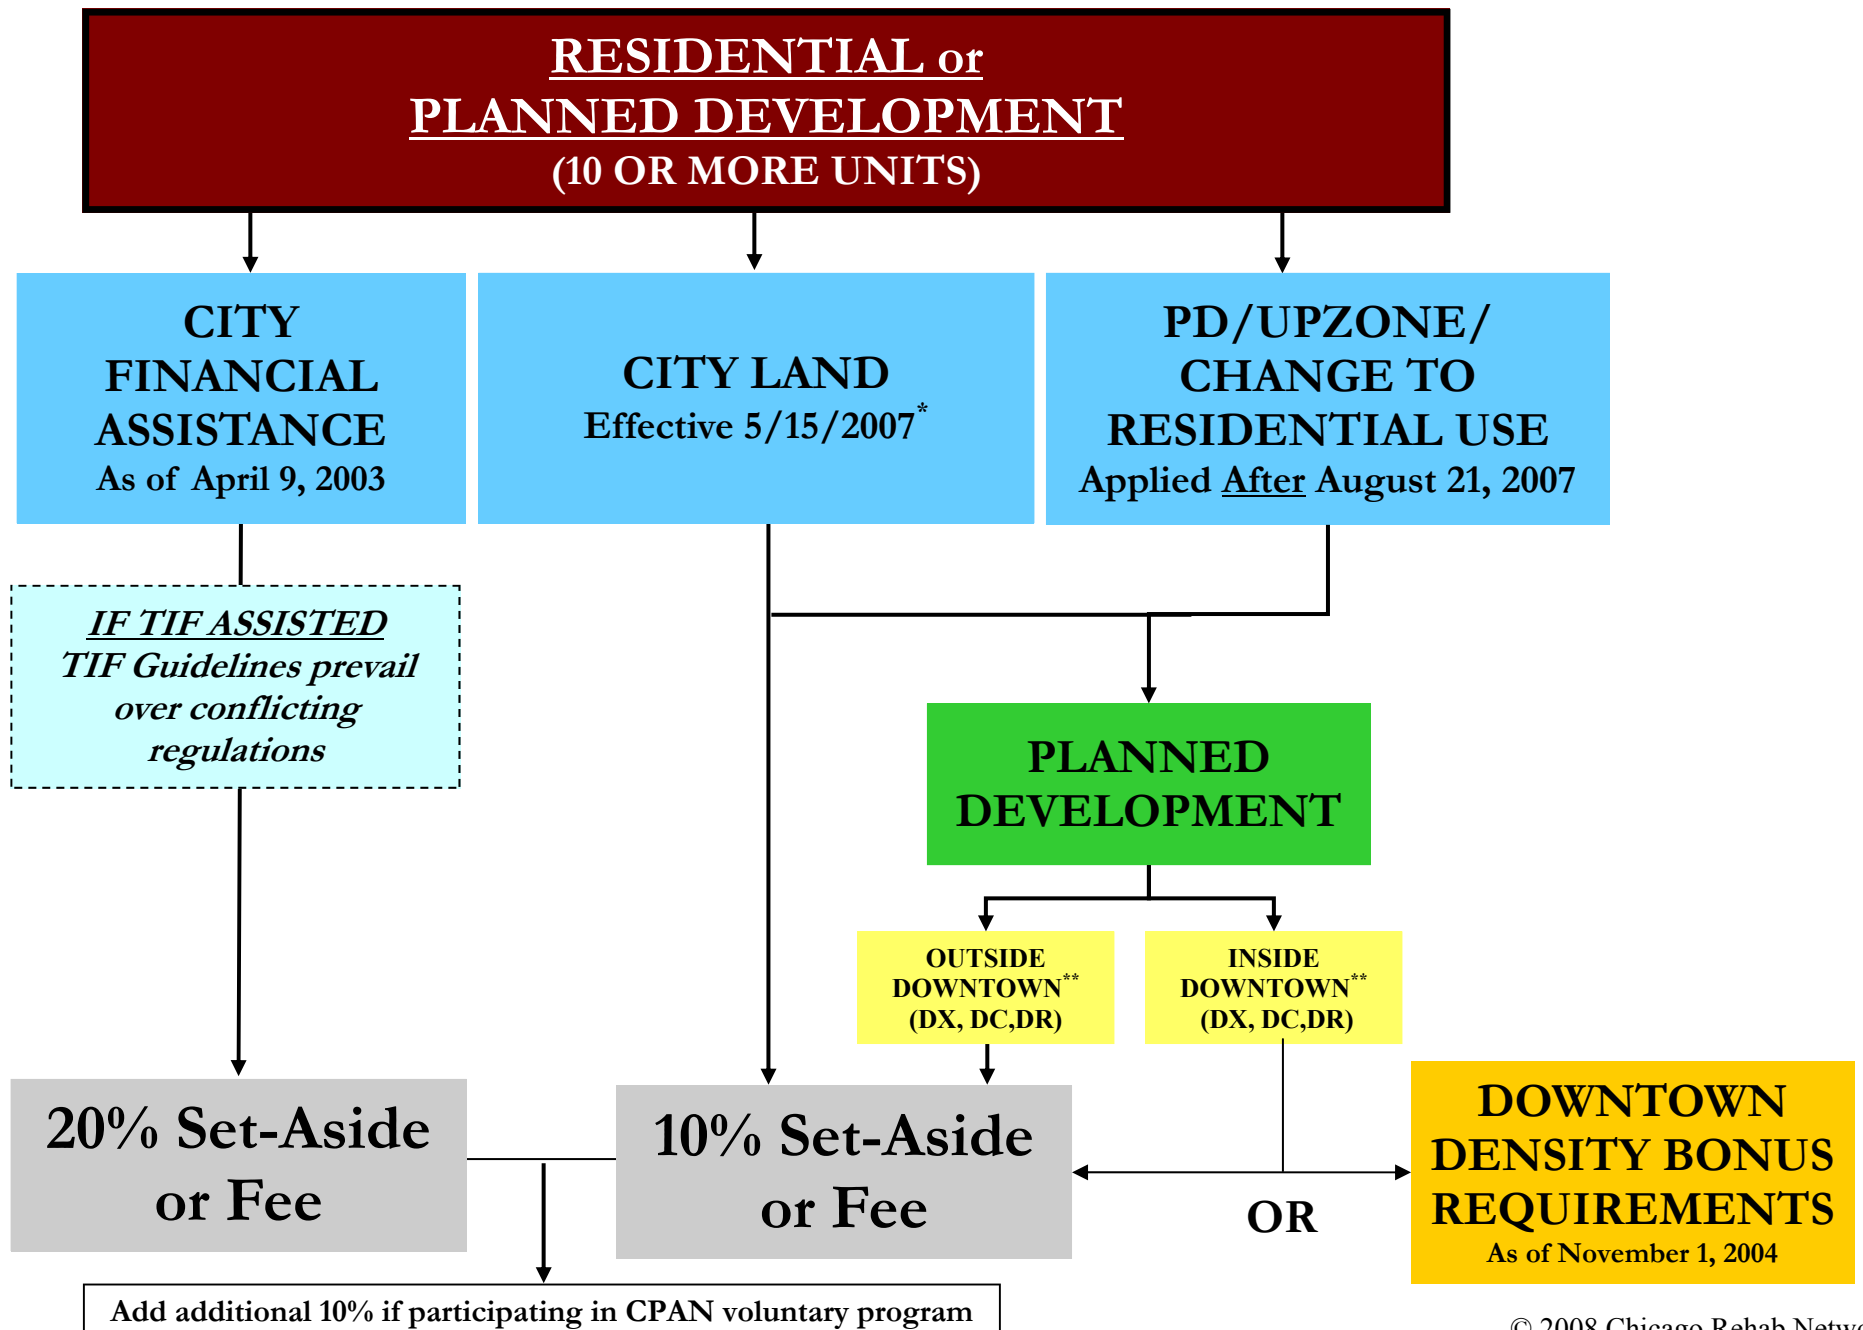 RESIDENTIAL or
PLANNED DEVELOPMENT
(10 OR MORE UNITS)
CITY
FINANCIAL
ASSISTANCE
As of April 9, 2003
CITY LAND
Effective 5/15/2007*
PD/UPZONE/
CHANGE TO
RESIDENTIAL USE
Applied After August 21, 2007
IF TIF ASSISTED
TIF Guidelines prevail
over conflicting
regulations
PLANNED
DEVELOPMENT
OUTSIDE
DOWNTOWN**
(DX, DC,DR)
INSIDE
DOWNTOWN**
(DX, DC,DR)
20% Set-Aside
or Fee
10% Set-Aside
or Fee
OR
DOWNTOWN
DENSITY BONUS
REQUIREMENTS
As of November 1, 2004
Add additional 10% if participating in CPAN voluntary program
© 2008 Chicago Rehab Netwo